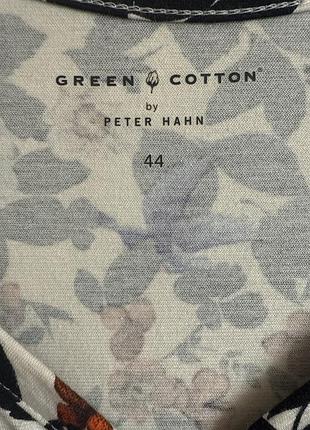 GREEN COTTON®
by
PETER HAHN
44